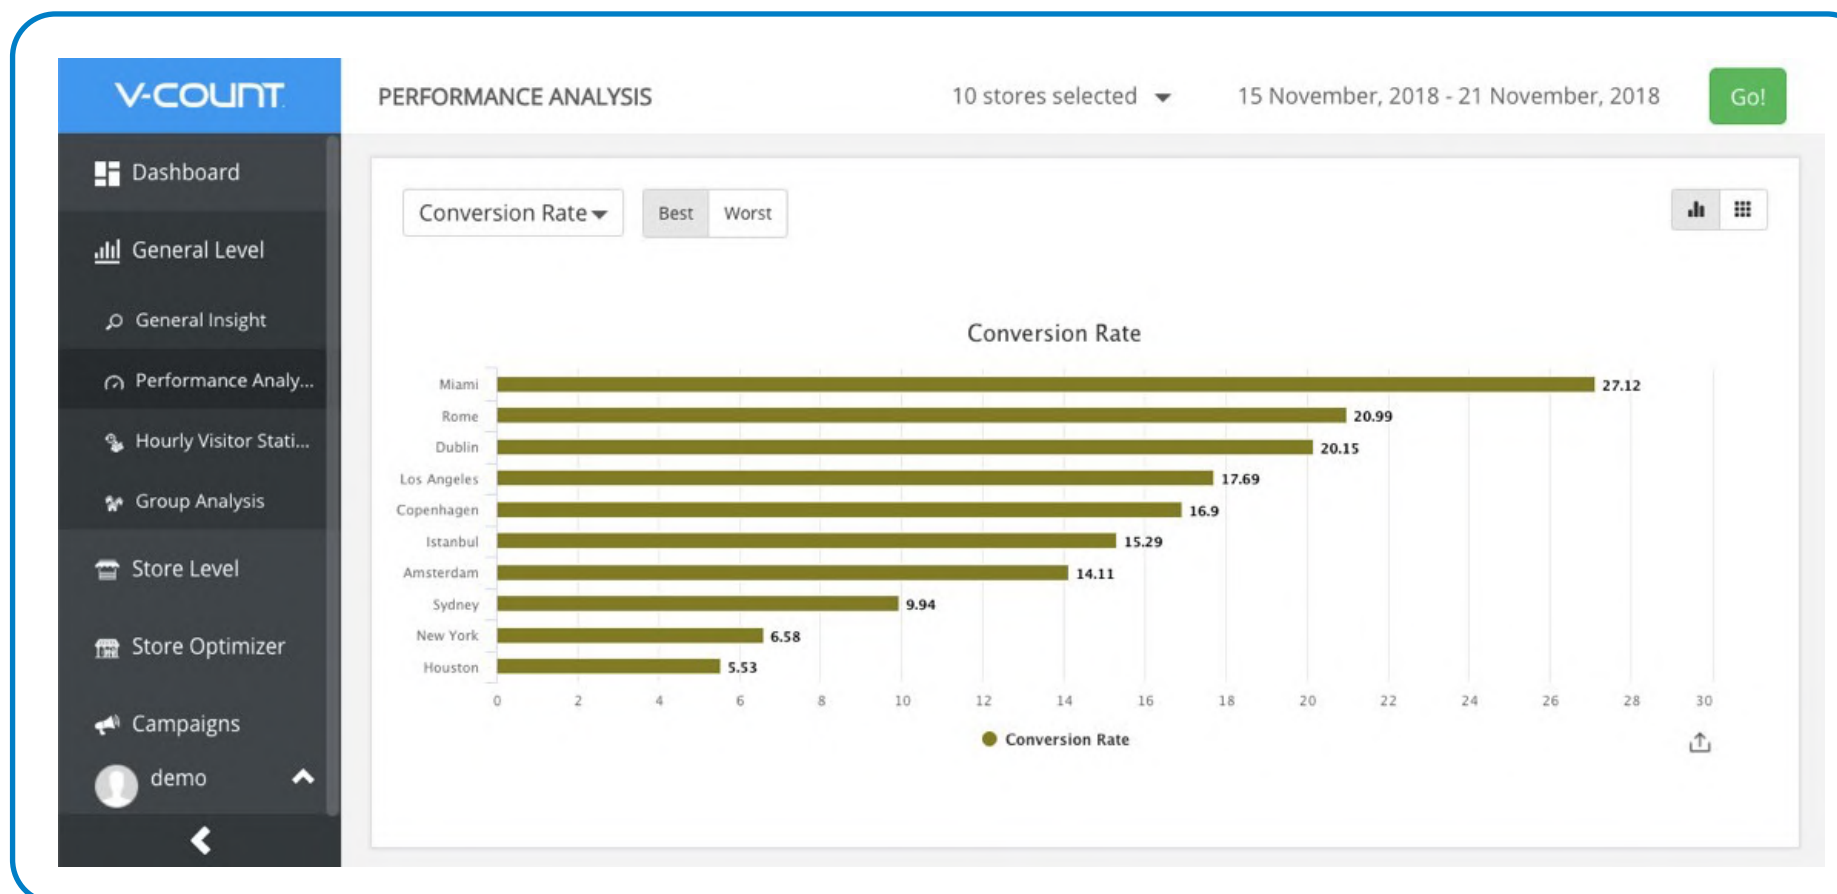 V-COUNT
PERFORMANCE ANALYSIS
10 stores selected
15 November, 2018 - 21 November, 2018
Go!
Dashboard
General Level
General Insight
Performance Analy...
Hourly Visitor Stati...
Group Analysis
Store Level
Store Optimizer
Campaigns
demo
Conversion Rate
Best
Worst
Conversion Rate
Miami 27.12
Rome 20.99
Dublin 20.15
Los Angeles 17.69
Copenhagen 16.9
Istanbul 15.29
Amsterdam 14.11
Sydney 9.94
New York 6.58
Houston 5.53
0 2 4 6 8 10 12 14 16 18 20 22 24 26 28 30
Conversion Rate